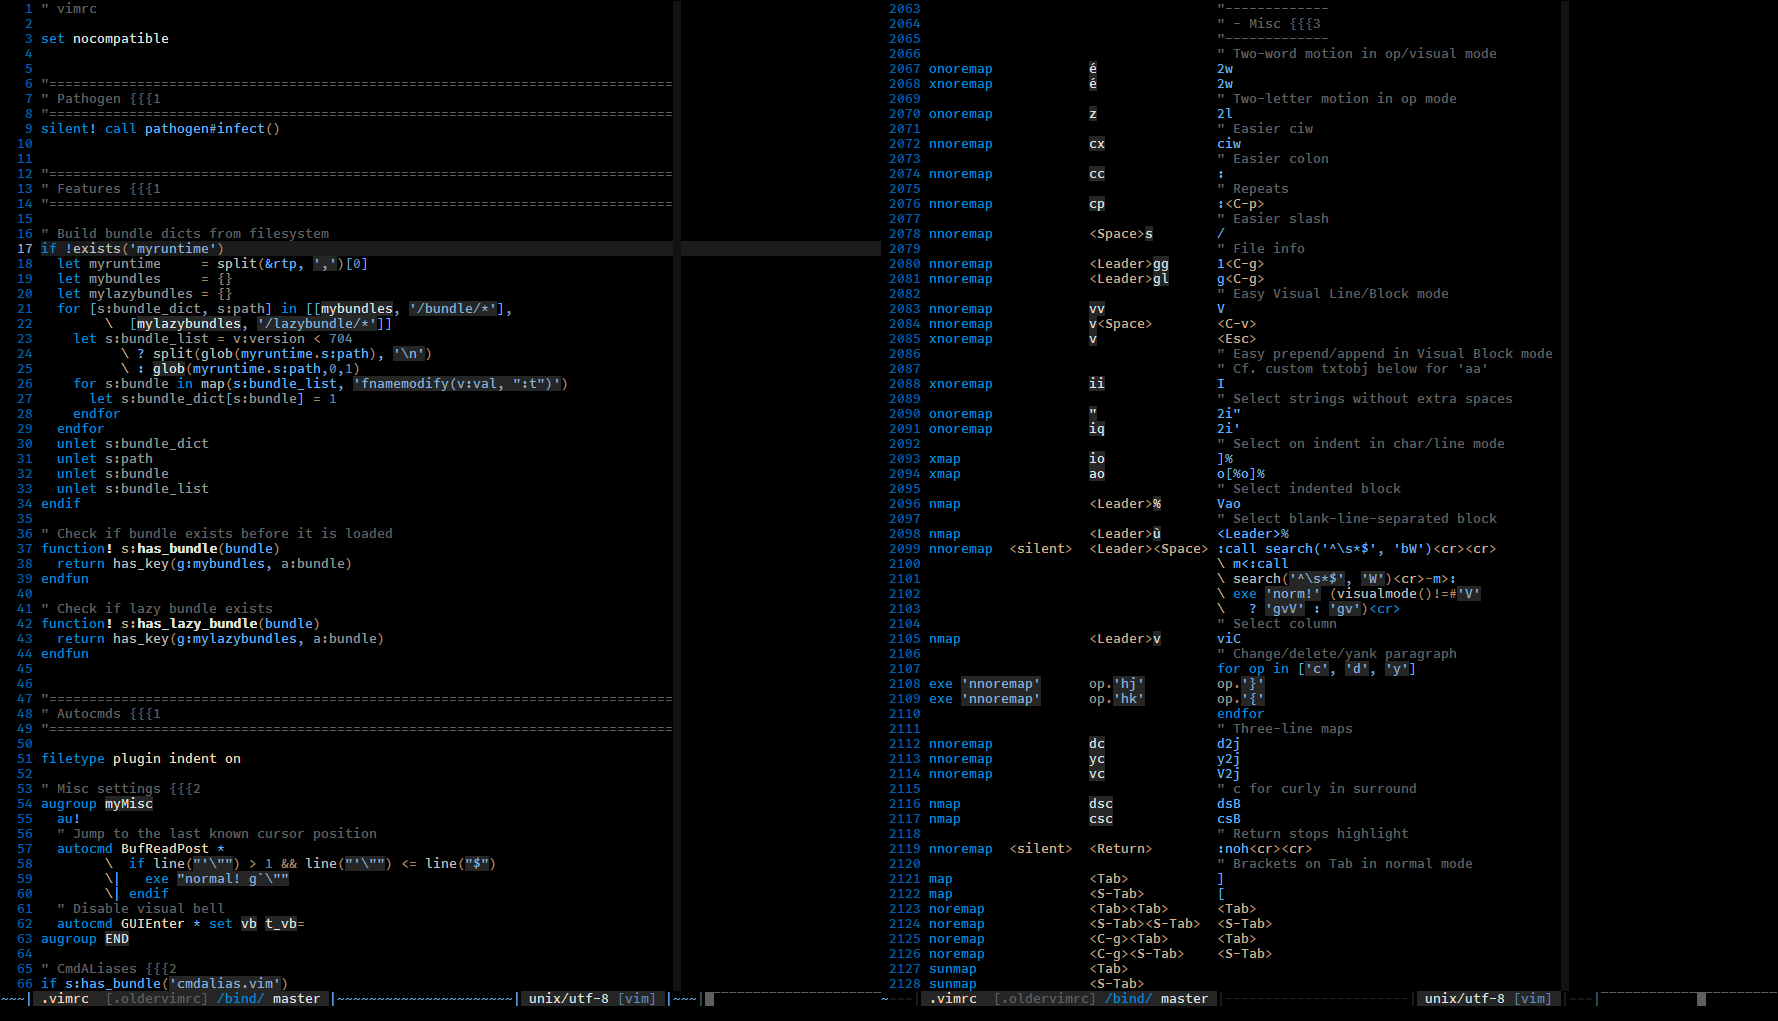 1 " vimrc
2
3 set nocompatible
4
5
6 "==============================================================================
7 " Pathogen {{{1
8 "==============================================================================
9 silent! call pathogen#infect()
10
11
12 "==============================================================================
13 " Features {{{1
14 "==============================================================================
15
16 " Build bundle dicts from filesystem
17 if !exists('myruntime')
18   let myruntime     = split(&rtp, ',')[0]
19   let mybundles     = {}
20   let mylazybundles = {}
21   for [s:bundle_dict, s:path] in [[mybundles, '/bundle/*'],
22         \  [mylazybundles, '/lazybundle/*']]
23     let s:bundle_list = v:version < 704
24           \ ? split(glob(myruntime.s:path), '\n')
25           \ : glob(myruntime.s:path,0,1)
26     for s:bundle in map(s:bundle_list, 'fnamemodify(v:val, ":t")')
27       let s:bundle_dict[s:bundle] = 1
28     endfor
29   endfor
30   unlet s:bundle_dict
31   unlet s:path
32   unlet s:bundle
33   unlet s:bundle_list
34 endif
35
36 " Check if bundle exists before it is loaded
37 function! s:has_bundle(bundle)
38   return has_key(g:mybundles, a:bundle)
39 endfun
40
41 " Check if lazy bundle exists
42 function! s:has_lazy_bundle(bundle)
43   return has_key(g:mylazybundles, a:bundle)
44 endfun
45
46
47 "==============================================================================
48 " Autocmds {{{1
49 "==============================================================================
50
51 filetype plugin indent on
52
53 " Misc settings {{{2
54 augroup myMisc
55   au!
56   " Jump to the last known cursor position
57   autocmd BufReadPost *
58         \  if line("'\"") > 1 && line("'\"") <= line("$")
59         \|   exe "normal! g`\""
60         \| endif
61   " Disable visual bell
62   autocmd GUIEnter * set vb t_vb=
63 augroup END
64
65 " CmdALiases {{{2
66 if s:has_bundle('cmdalias.vim')
~~~| .vimrc  [.oldervimrc] /bind/ master |~~~~~~~~~~~~~~~~~~~~~~| unix/utf-8 [vim] |~~~|
2063 "-------------
2064 " - Misc {{{3
2065 "-------------
2066 " Two-word motion in op/visual mode
2067 onoremap é 2w
2068 xnoremap é 2w
2069 " Two-letter motion in op mode
2070 onoremap z 2l
2071 " Easier ciw
2072 nnoremap cx ciw
2073 " Easier colon
2074 nnoremap cc :
2075 " Repeats
2076 nnoremap cp :<C-p>
2077 " Easier slash
2078 nnoremap <Space>s /
2079 " File info
2080 nnoremap <Leader>gg 1<C-g>
2081 nnoremap <Leader>gl g<C-g>
2082 " Easy Visual Line/Block mode
2083 nnoremap vv V
2084 nnoremap v<Space> <C-v>
2085 xnoremap v <Esc>
2086 " Easy prepend/append in Visual Block mode
2087 " Cf. custom txtobj below for 'aa'
2088 xnoremap ii I
2089 " Select strings without extra spaces
2090 onoremap " 2i"
2091 onoremap iq 2i'
2092 " Select on indent in char/line mode
2093 xmap io ]%
2094 xmap ao o[%o]%
2095 " Select indented block
2096 nmap <Leader>% Vao
2097 " Select blank-line-separated block
2098 nmap <Leader>ù <Leader>%
2099 nnoremap <silent> <Leader><Space> :call search('^\s*$', 'bW')<cr><cr>
2100 \ m<:call
2101 \ search('^\s*$', 'W')<cr>-m>:
2102 \ exe 'norm!' (visualmode()!=#'V'
2103 \   ? 'gvV' : 'gv')<cr>
2104 " Select column
2105 nmap <Leader>v viC
2106 " Change/delete/yank paragraph
2107 for op in ['c', 'd', 'y']
2108 exe 'nnoremap' op.'hj' op.'}'
2109 exe 'nnoremap' op.'hk' op.'{'
2110 endfor
2111 " Three-line maps
2112 nnoremap dc d2j
2113 nnoremap yc y2j
2114 nnoremap vc V2j
2115 " c for curly in surround
2116 nmap dsc dsB
2117 nmap csc csB
2118 " Return stops highlight
2119 nnoremap <silent> <Return> :noh<cr><cr>
2120 " Brackets on Tab in normal mode
2121 map <Tab> ]
2122 map <S-Tab> [
2123 noremap <Tab><Tab> <Tab>
2124 noremap <S-Tab><S-Tab> <S-Tab>
2125 noremap <C-g><Tab> <Tab>
2126 noremap <C-g><S-Tab> <S-Tab>
2127 sunmap <Tab>
2128 sunmap <S-Tab>
~~~~| .vimrc  [.oldervimrc] /bind/ master |-----------------------| unix/utf-8 [vim] |~~~|